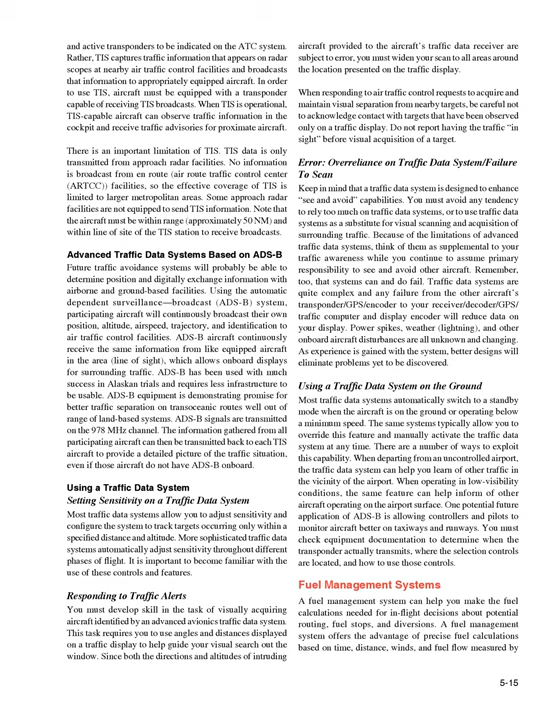 and active transponders to be indicated on the ATC system.
Rather, TIS captures traffic information that appears on radar
scopes at nearby air traffic control facilities and broadcasts
that information to appropriately equipped aircraft. In order
to use TIS, aircraft must be equipped with a transponder
capable of receiving TIS broadcasts. When TIS is operational,
TIS-capable aircraft can observe traffic information in the
cockpit and receive traffic advisories for proximate aircraft.
There is an important limitation of TIS. TIS data is only
transmitted from approach radar facilities. No information
is broadcast from en route (air route traffic control center
(ARTCC)) facilities, so the effective coverage of TIS is
limited to larger metropolitan areas. Some approach radar
facilities are not equipped to send TIS information. Note that
the aircraft must be within range (approximately 50 NM) and
within line of site of the TIS station to receive broadcasts.
Advanced Traffic Data Systems Based on ADS-B
Future traffic avoidance systems will probably be able to
determine position and digitally exchange information with
airborne and ground-based facilities. Using the automatic
dependent surveillance—broadcast (ADS-B) system,
participating aircraft will continuously broadcast their own
position, altitude, airspeed, trajectory, and identification to
air traffic control facilities. ADS-B aircraft continuously
receive the same information from like equipped aircraft
in the area (line of sight), which allows onboard displays
for surrounding traffic. ADS-B has been used with much
success in Alaskan trials and requires less infrastructure to
be usable. ADS-B equipment is demonstrating promise for
better traffic separation on transoceanic routes well out of
range of land-based systems. ADS-B signals are transmitted
on the 978 MHz channel. The information gathered from all
participating aircraft can then be transmitted back to each TIS
aircraft to provide a detailed picture of the traffic situation,
even if those aircraft do not have ADS-B onboard.
Using a Traffic Data System
Setting Sensitivity on a Traffic Data System
Most traffic data systems allow you to adjust sensitivity and
configure the system to track targets occurring only within a
specified distance and altitude. More sophisticated traffic data
systems automatically adjust sensitivity throughout different
phases of flight. It is important to become familiar with the
use of these controls and features.
Responding to Traffic Alerts
You must develop skill in the task of visually acquiring
aircraft identified by an advanced avionics traffic data system.
This task requires you to use angles and distances displayed
on a traffic display to help guide your visual search out the
window. Since both the directions and altitudes of intruding
aircraft provided to the aircraft's traffic data receiver are
subject to error, you must widen your scan to all areas around
the location presented on the traffic display.
When responding to air traffic control requests to acquire and
maintain visual separation from nearby targets, be careful not
to acknowledge contact with targets that have been observed
only on a traffic display. Do not report having the traffic “in
sight” before visual acquisition of a target.
Error: Overreliance on Traffic Data System/Failure
To Scan
Keep in mind that a traffic data system is designed to enhance
“see and avoid” capabilities. You must avoid any tendency
to rely too much on traffic data systems, or to use traffic data
systems as a substitute for visual scanning and acquisition of
surrounding traffic. Because of the limitations of advanced
traffic data systems, think of them as supplemental to your
traffic awareness while you continue to assume primary
responsibility to see and avoid other aircraft. Remember,
too, that systems can and do fail. Traffic data systems are
quite complex and any failure from the other aircraft's
transponder/GPS/encoder to your receiver/decoder/GPS/
traffic computer and display encoder will reduce data on
your display. Power spikes, weather (lightning), and other
onboard aircraft disturbances are all unknown and changing.
As experience is gained with the system, better designs will
eliminate problems yet to be discovered.
Using a Traffic Data System on the Ground
Most traffic data systems automatically switch to a standby
mode when the aircraft is on the ground or operating below
a minimum speed. The same systems typically allow you to
override this feature and manually activate the traffic data
system at any time. There are a number of ways to exploit
this capability. When departing from an uncontrolled airport,
the traffic data system can help you learn of other traffic in
the vicinity of the airport. When operating in low-visibility
conditions, the same feature can help inform of other
aircraft operating on the airport surface. One potential future
application of ADS-B is allowing controllers and pilots to
monitor aircraft better on taxiways and runways. You must
check equipment documentation to determine when the
transponder actually transmits, where the selection controls
are located, and how to use those controls.
Fuel Management Systems
A fuel management system can help you make the fuel
calculations needed for in-flight decisions about potential
routing, fuel stops, and diversions. A fuel management
system offers the advantage of precise fuel calculations
based on time, distance, winds, and fuel flow measured by
5-15